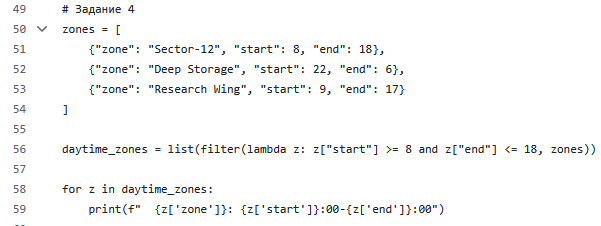 49 # Задание 4
50 zones = [
51     {"zone": "Sector-12", "start": 8, "end": 18},
52     {"zone": "Deep Storage", "start": 22, "end": 6},
53     {"zone": "Research Wing", "start": 9, "end": 17}
54 ]
55
56 daytime_zones = list(filter(lambda z: z["start"] >= 8 and z["end"] <= 18, zones))
57
58 for z in daytime_zones:
59     print(f"  {z['zone']}: {z['start']}:00-{z['end']}:00")